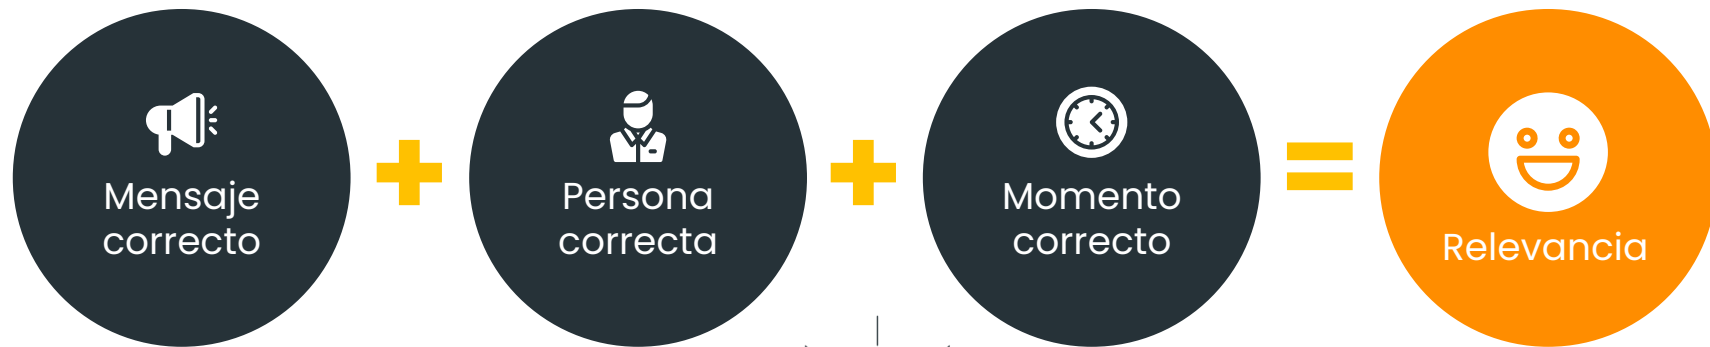 Mensaje
correcto
+
Persona
correcta
+
Momento
correcto
=
Relevancia